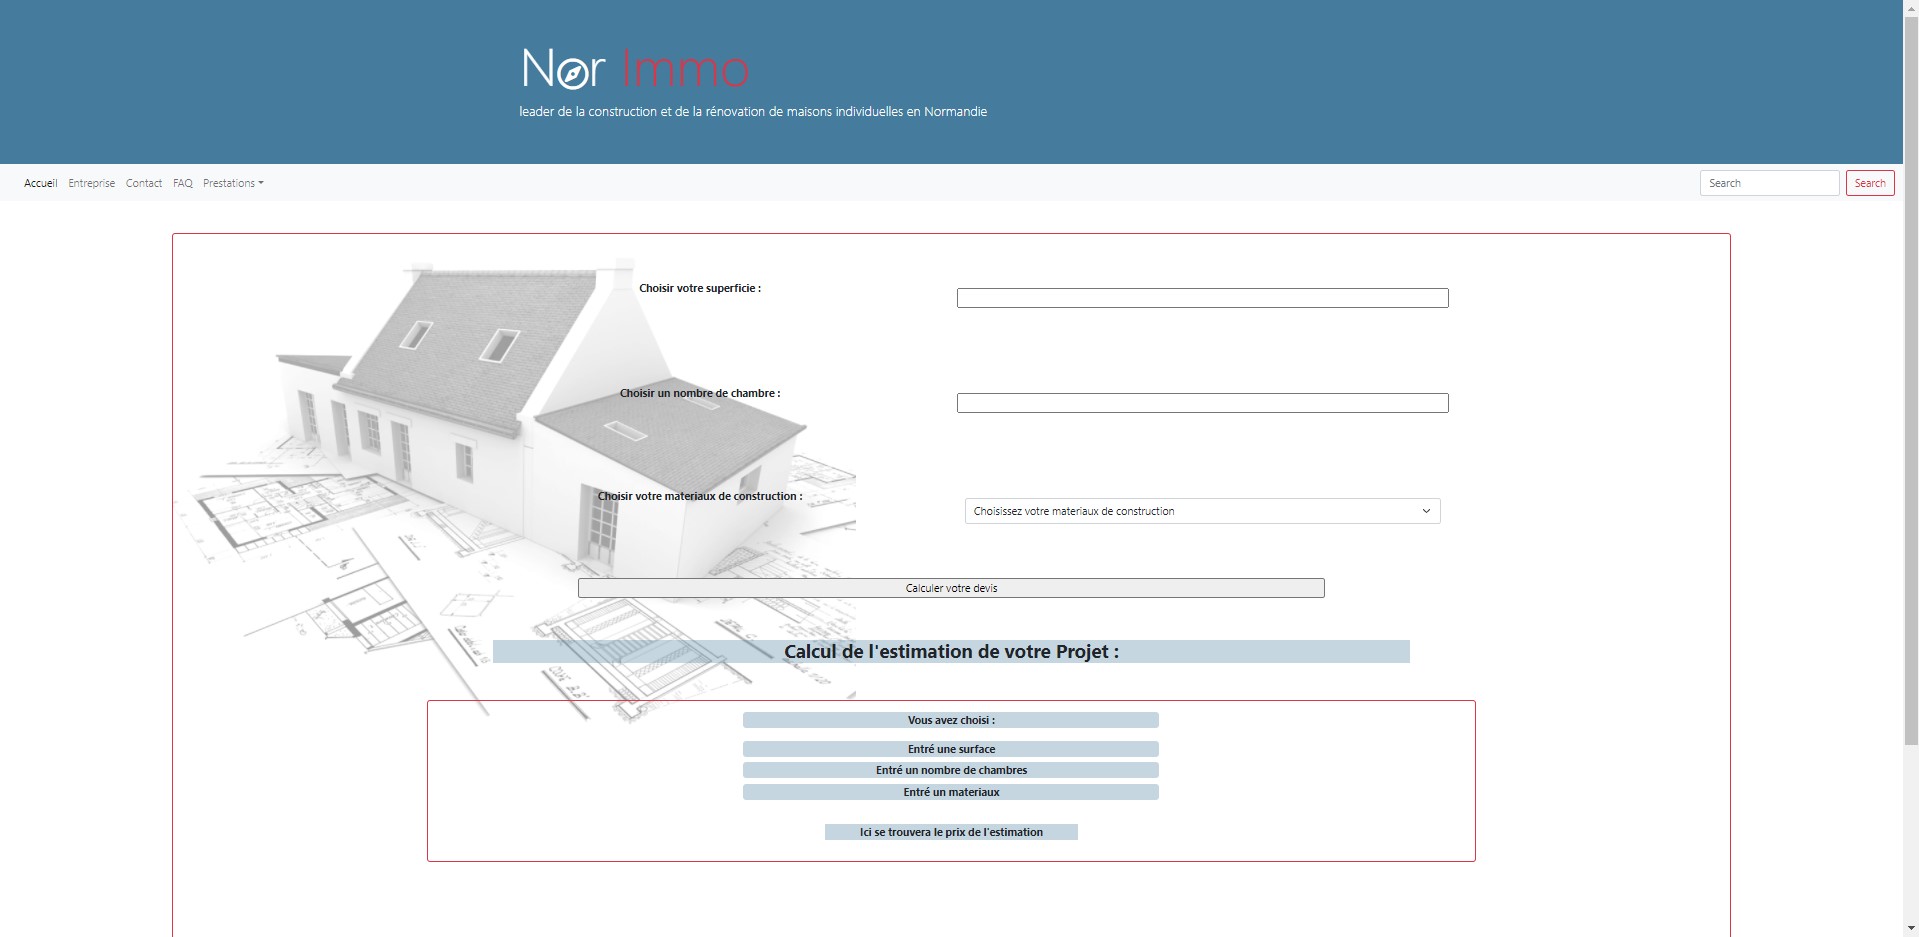 Nor Immo
leader de la construction et de la rénovation de maisons individuelles en Normandie
Accueil Entreprise Contact FAQ Prestations Search Search
Choisir votre superficie :
Choisir un nombre de chambre :
Choisir votre materiaux de construction :
Choisissez votre materiaux de construction
Calculer votre devis
Calcul de l'estimation de votre Projet :
Vous avez choisi :
Entré une surface
Entré un nombre de chambres
Entré un materiaux
Ici se trouvera le prix de l'estimation